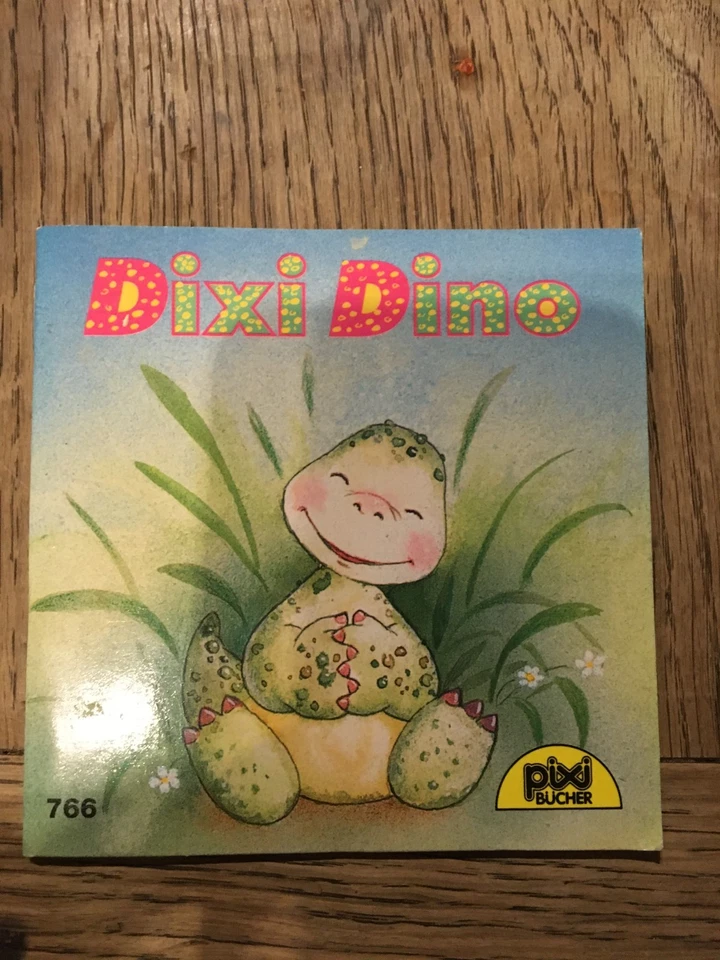 Dixi Dino
766
pixi
BÜCHER